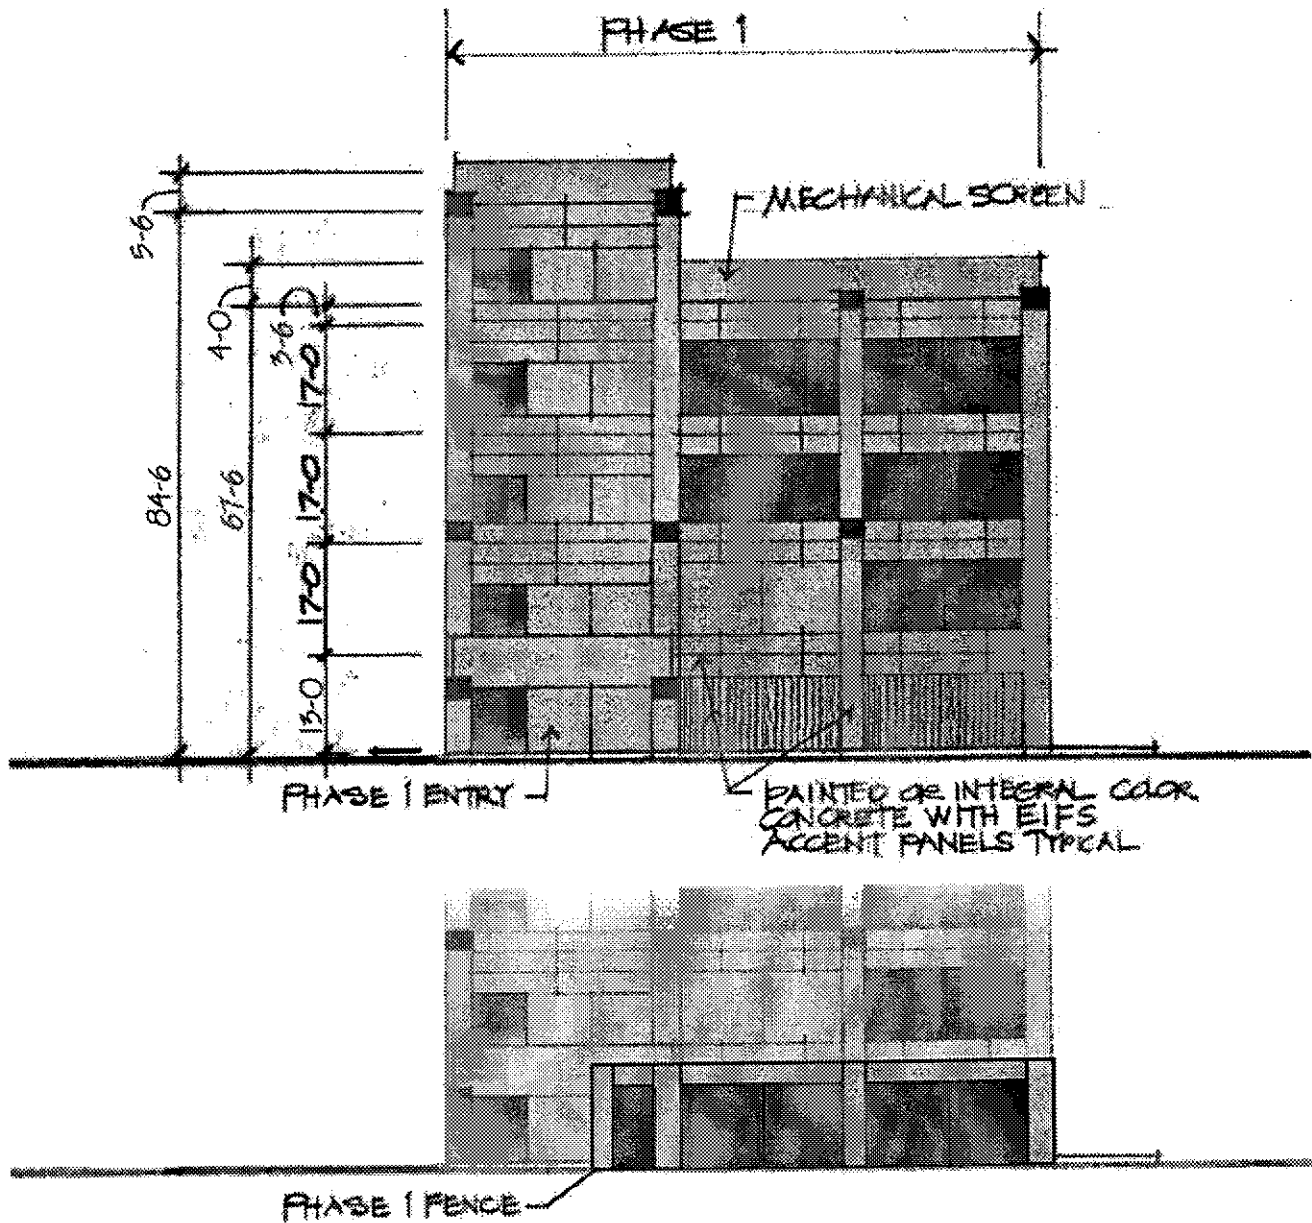 PHASE 1
MECHANICAL SCREEN
5-6
4-0
3-6
17-0
84-6
67-6
17-0
17-0
13-0
PHASE 1 ENTRY
PAINTED OR INTEGRAL COLOR
CONCRETE WITH EIFS
ACCENT PANELS TYPICAL
PHASE 1 FENCE